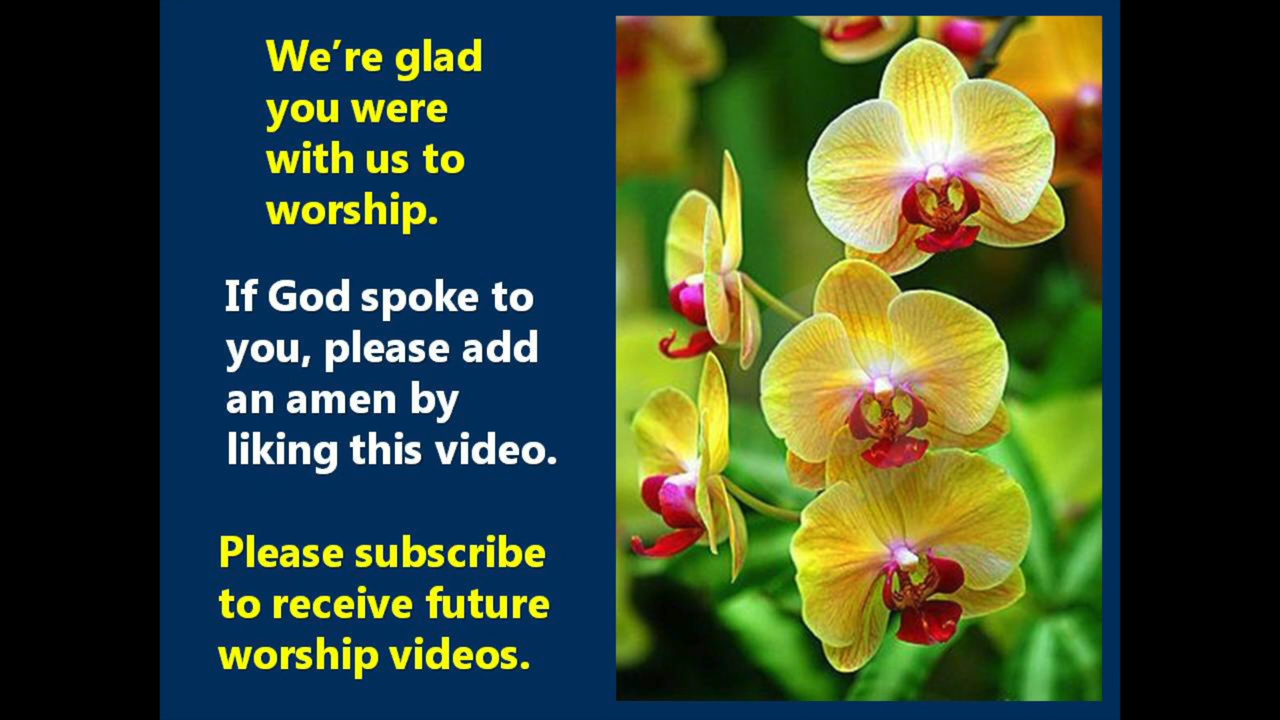 We’re glad
you were
with us to
worship.
If God spoke to
you, please add
an amen by
liking this video.
Please subscribe
to receive future
worship videos.